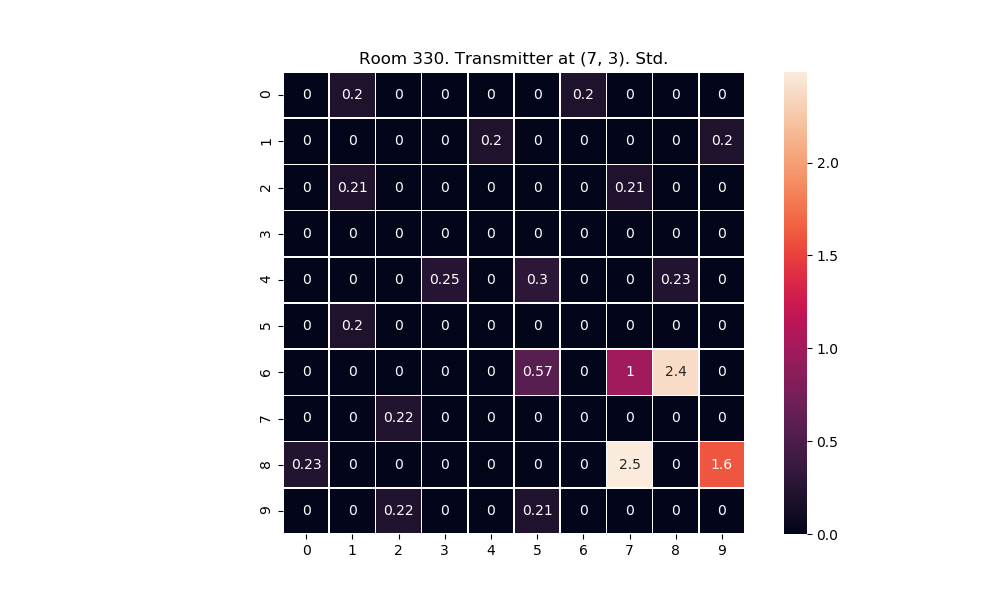 Room 330. Transmitter at (7, 3). Std.
0 0 0.2 0 0 0 0 0.2 0 0 0
1 0 0 0 0 0.2 0 0 0 0 0.2
2 0 0.21 0 0 0 0 0 0.21 0 0
3 0 0 0 0 0 0 0 0 0 0
4 0 0 0 0.25 0 0.3 0 0 0.23 0
5 0 0.2 0 0 0 0 0 0 0 0
6 0 0 0 0 0 0.57 0 1 2.4 0
7 0 0 0.22 0 0 0 0 0 0 0
8 0.23 0 0 0 0 0 0 2.5 0 1.6
9 0 0 0.22 0 0 0.21 0 0 0 0
0 1 2 3 4 5 6 7 8 9
2.0
1.5
1.0
0.5
0.0